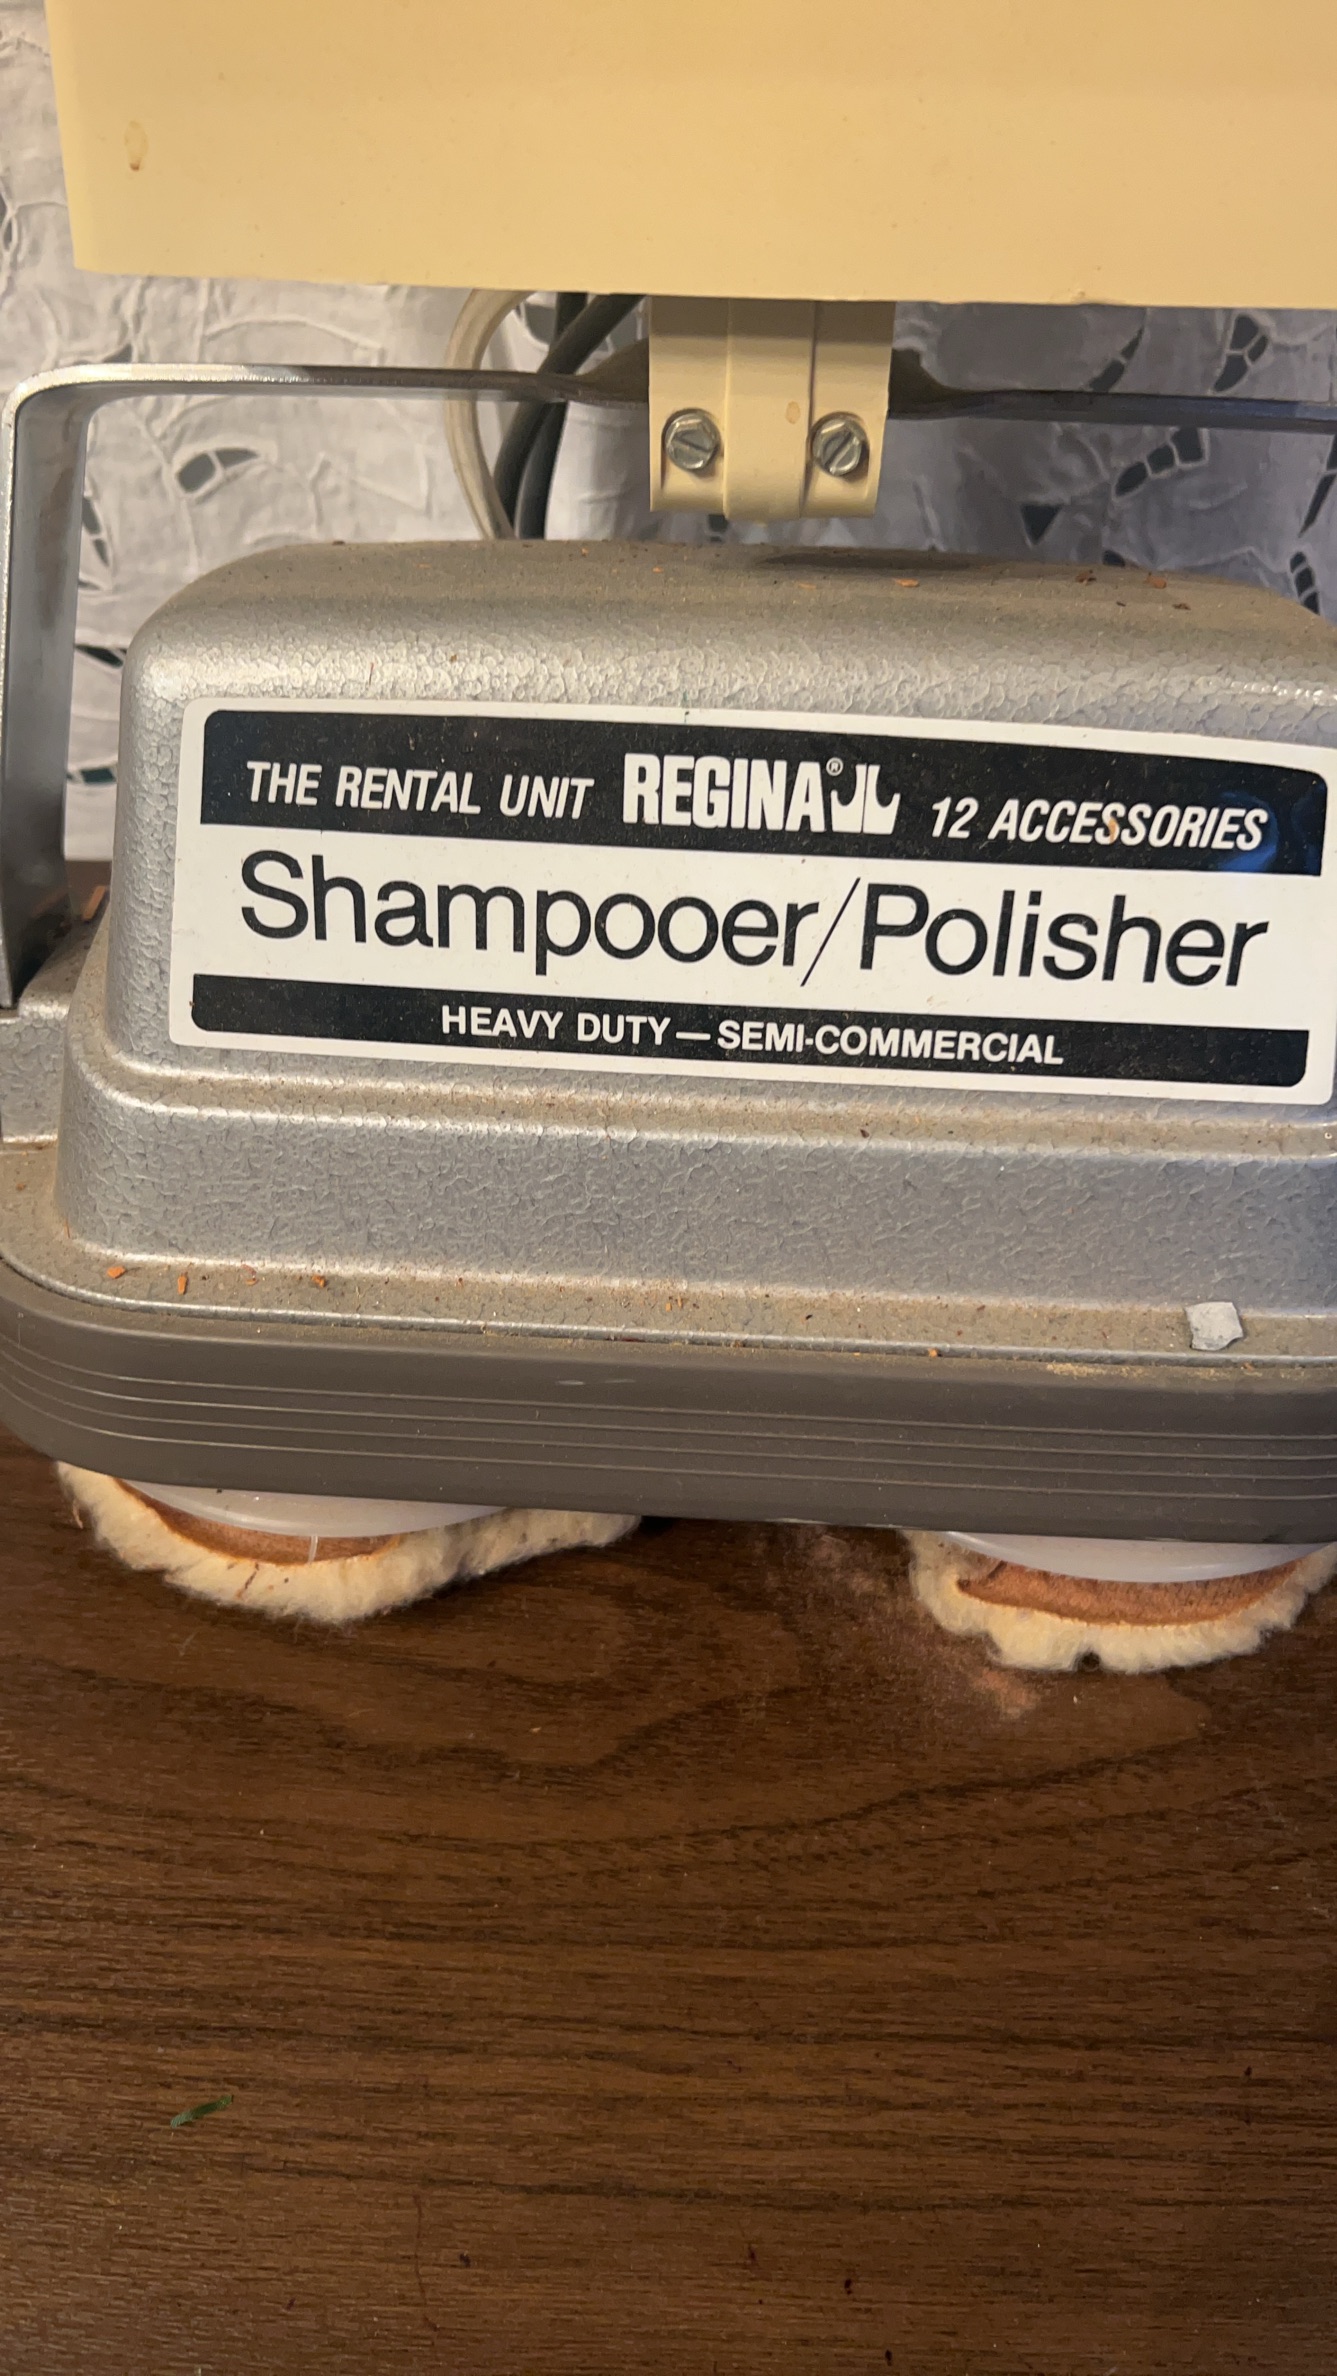 THE RENTAL UNIT REGINA® 12 ACCESSORIES
Shampooer/Polisher
HEAVY DUTY—SEMI-COMMERCIAL